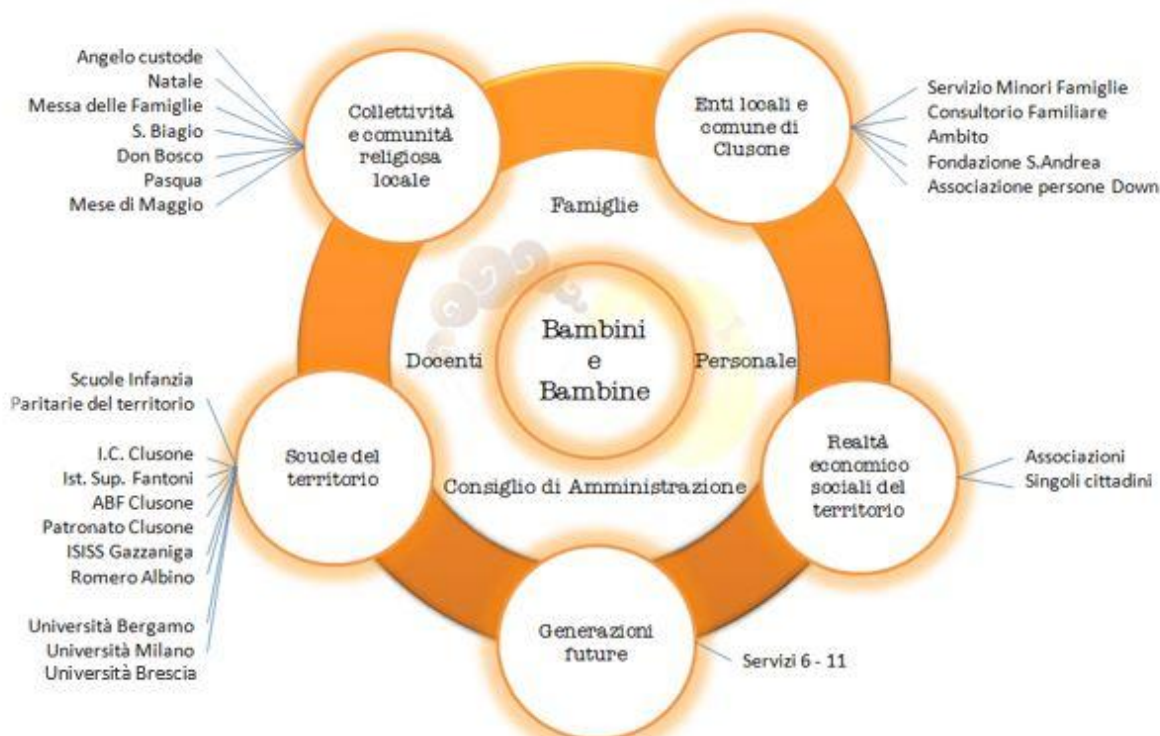 Angelo custode
Natale
Messa delle Famiglie
S. Biagio
Don Bosco
Pasqua
Mese di Maggio
Collettività
e comunità
religiosa
locale
Enti locali e
comune di
Clusone
Servizio Minori Famiglie
Consultorio Familiare
Ambito
Fondazione S.Andrea
Associazione persone Down
Famiglie
Docenti
Bambini
e
Bambine
Personale
Consiglio di Amministrazione
Scuole Infanzia
Paritarie del territorio
I.C. Clusone
Ist. Sup. Fantoni
ABF Clusone
Patronato Clusone
ISISS Gazzaniga
Romero Albino
Università Bergamo
Università Milano
Università Brescia
Scuole del
territorio
Realtà
economico
sociali del
territorio
Associazioni
Singoli cittadini
Generazioni
future
Servizi 6 - 11